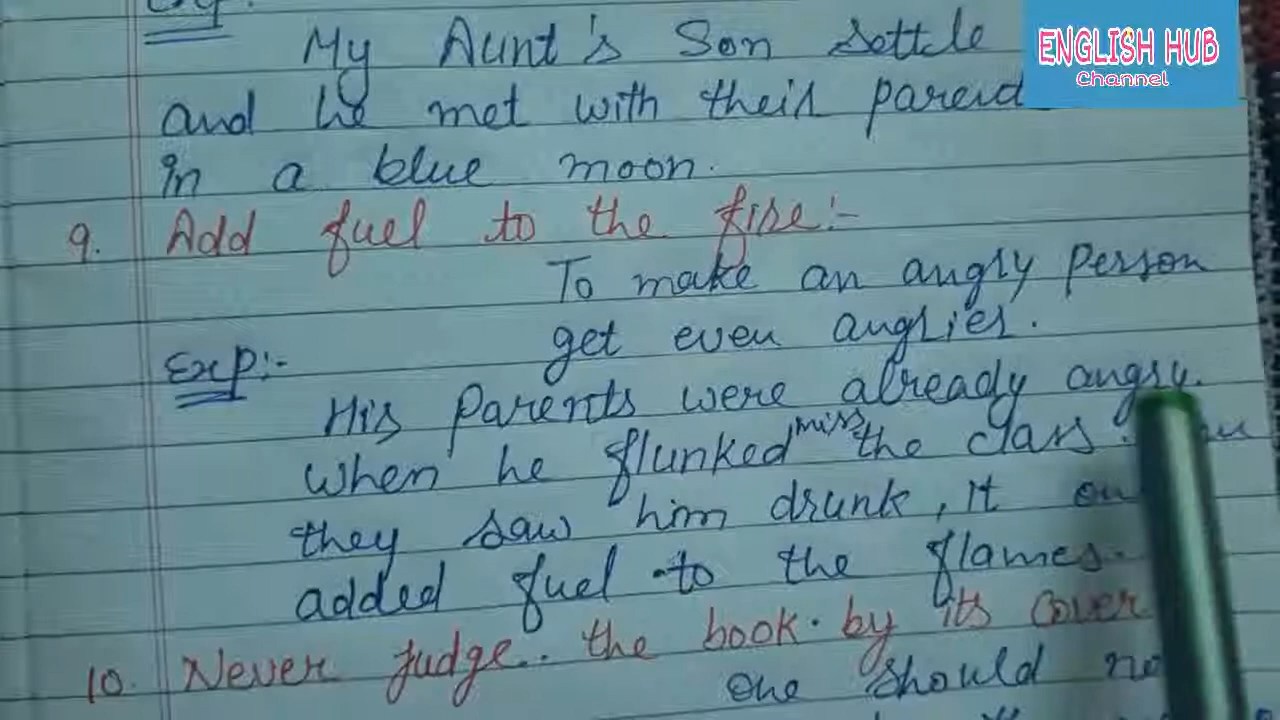 My Aunt's Son settle
and he met with their
in a blue moon.
9. Add fuel to the fire:-
To make an angry person
get even angrier.
Exp:-
His parents were already angry.
when he flunked miss the class.
they saw him drunk, it
added fuel to the flames.
10. Never judge. the book. by its cover
one should
ENGLISH HUB
Channel